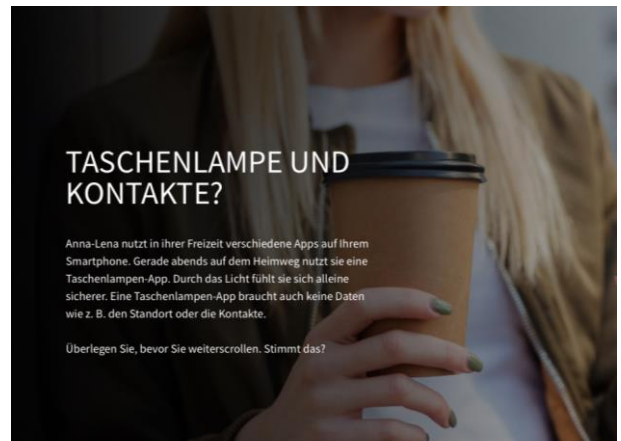 TASCHENLAMPE UND
KONTAKTE?
Anna-Lena nutzt in ihrer Freizeit verschiedene Apps auf Ihrem
Smartphone. Gerade abends auf dem Heimweg nutzt sie eine
Taschenlampen-App. Durch das Licht fühlt sie sich alleine
sicherer. Eine Taschenlampen-App braucht auch keine Daten
wie z. B. den Standort oder die Kontakte.
Überlegen Sie, bevor Sie weiterscrollen. Stimmt das?